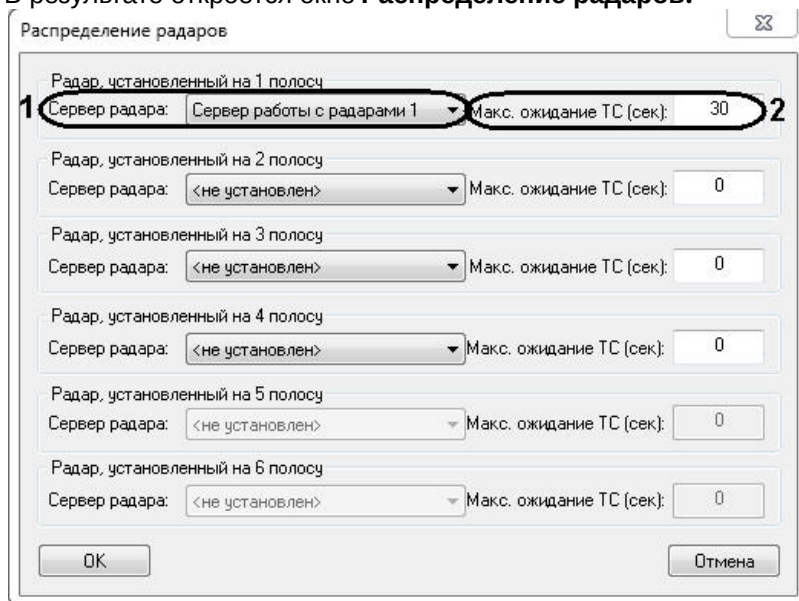 В результате откроется окно Распределение радаров.
Распределение радаров
Радар, установленный на 1 полосу
1 Сервер радара: Сервер работы с радарами 1 Макс. ожидание ТС (сек): 30 2
Радар, установленный на 2 полосу
Сервер радара: <не установлен> Макс. ожидание ТС (сек): 0
Радар, установленный на 3 полосу
Сервер радара: <не установлен> Макс. ожидание ТС (сек): 0
Радар, установленный на 4 полосу
Сервер радара: <не установлен> Макс. ожидание ТС (сек): 0
Радар, установленный на 5 полосу
Сервер радара: <не установлен> Макс. ожидание ТС (сек): 0
Радар, установленный на 6 полосу
Сервер радара: <не установлен> Макс. ожидание ТС (сек): 0
OK Отмена